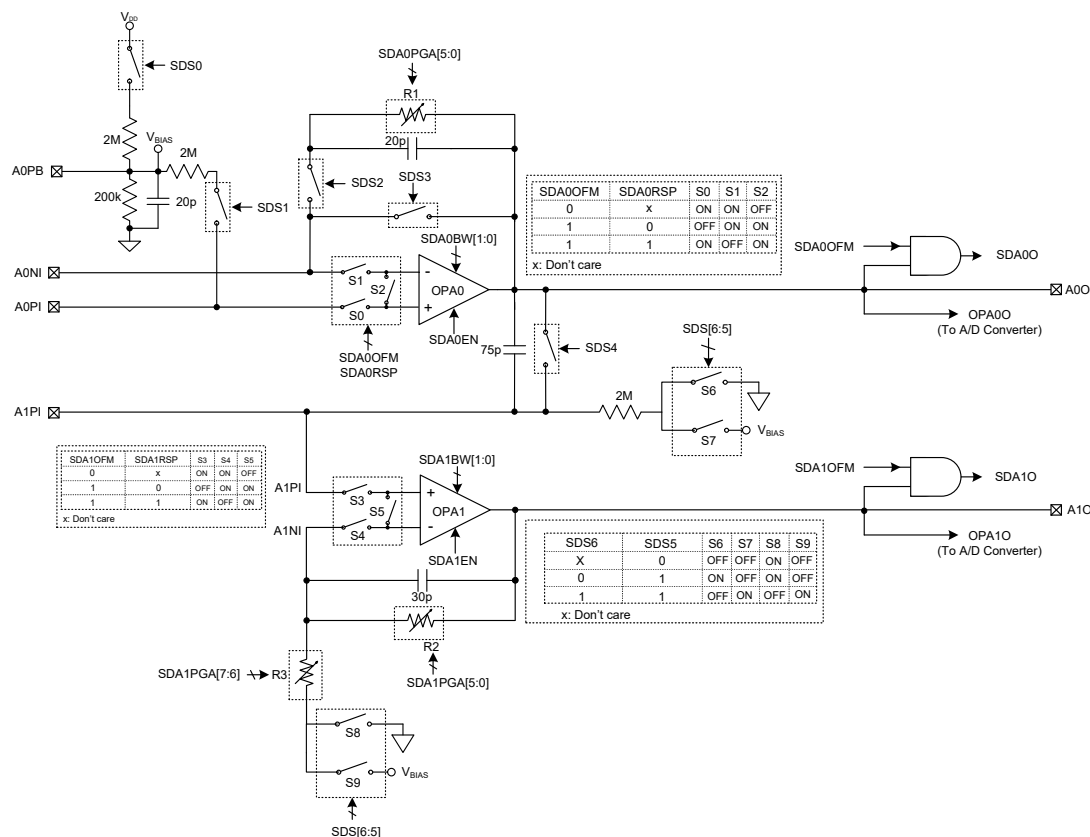 VDD
SDS0
2M
VBIAS
2M
A0PB
200k
20p
SDS1
SDA0PGA[5:0]
R1
20p
SDS2
SDS3
A0NI
A0PI
S1
S2
S0
SDA0OFM
SDA0RSP
SDA0BW[1:0]
-
OPA0
+
SDA0EN
SDA0OFM SDA0RSP S0 S1 S2
0 x ON ON OFF
1 0 OFF ON ON
1 1 ON OFF ON
x: Don't care
SDA0OFM
SDA0O
A0O
OPA0O
(To A/D Converter)
75p
SDS4
SDS[6:5]
2M
S6
S7
VBIAS
A1PI
SDA1OFM SDA1RSP S3 S4 S5
0 x ON ON OFF
1 0 OFF ON ON
1 1 ON OFF ON
x: Don't care
A1PI
A1NI
S3
S5
S4
SDA1BW[1:0]
+
OPA1
-
SDA1EN
SDA1OFM
SDA1O
A1O
OPA1O
(To A/D Converter)
30p
R2
SDA1PGA[5:0]
SDS6 SDS5 S6 S7 S8 S9
X 0 OFF OFF ON OFF
0 1 ON OFF ON OFF
1 1 OFF ON OFF ON
x: Don't care
SDA1PGA[7:6]
R3
S8
S9
VBIAS
SDS[6:5]